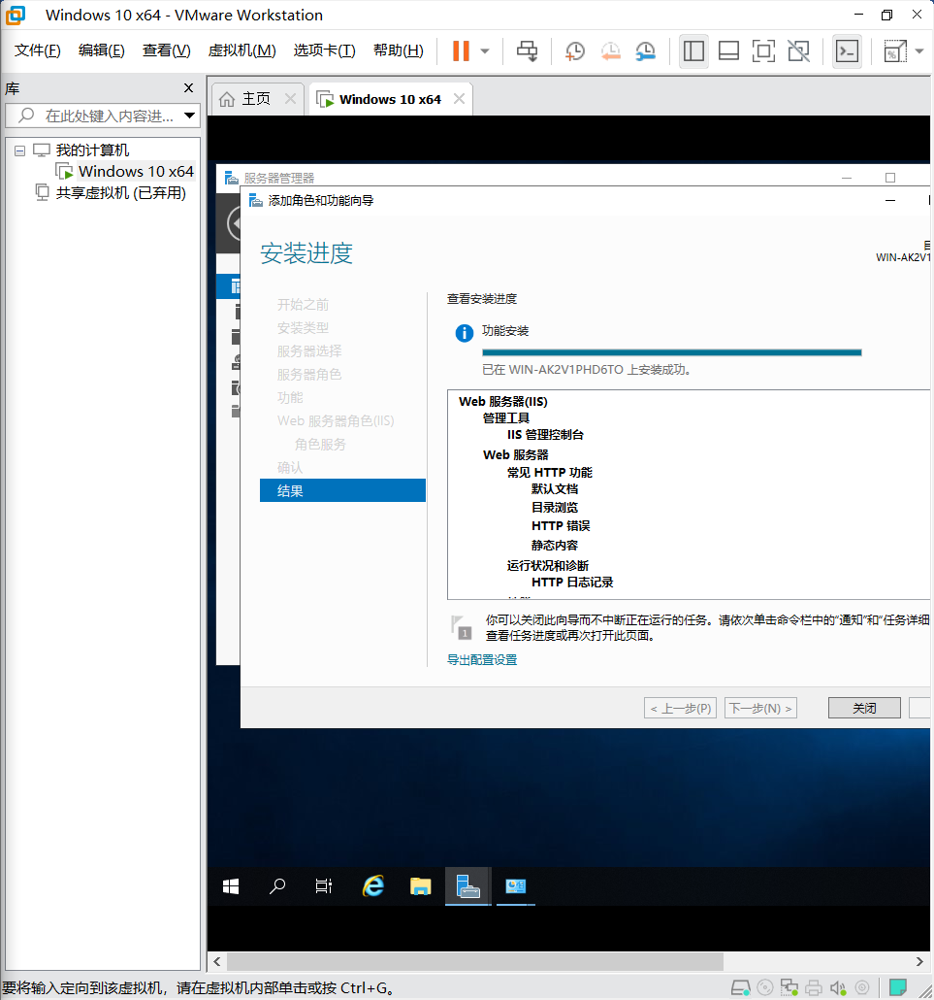 Windows 10 x64 - VMware Workstation
文件(F) 编辑(E) 查看(V) 虚拟机(M) 选项卡(T) 帮助(H)
库
在此处键入内容进...
主页
Windows 10 x64
我的计算机
Windows 10 x64
共享虚拟机 (已弃用)
服务器管理器
添加角色和功能向导
安装进度
WIN-AK2V1
开始之前
安装类型
服务器选择
服务器角色
功能
Web 服务器角色(IIS)
角色服务
确认
结果
查看安装进度
功能安装
已在 WIN-AK2V1PHD6TO 上安装成功。
Web 服务器(IIS)
管理工具
IIS 管理控制台
Web 服务器
常见 HTTP 功能
默认文档
目录浏览
HTTP 错误
静态内容
运行状况和诊断
HTTP 日志记录
1
你可以关闭此向导而不中断正在运行的任务。请依次单击命令栏中的“通知”和“任务详细
查看任务进度或再次打开此页面。
导出配置设置
< 上一步(P) 下一步(N) > 关闭
要将输入定向到该虚拟机，请在虚拟机内部单击或按 Ctrl+G。